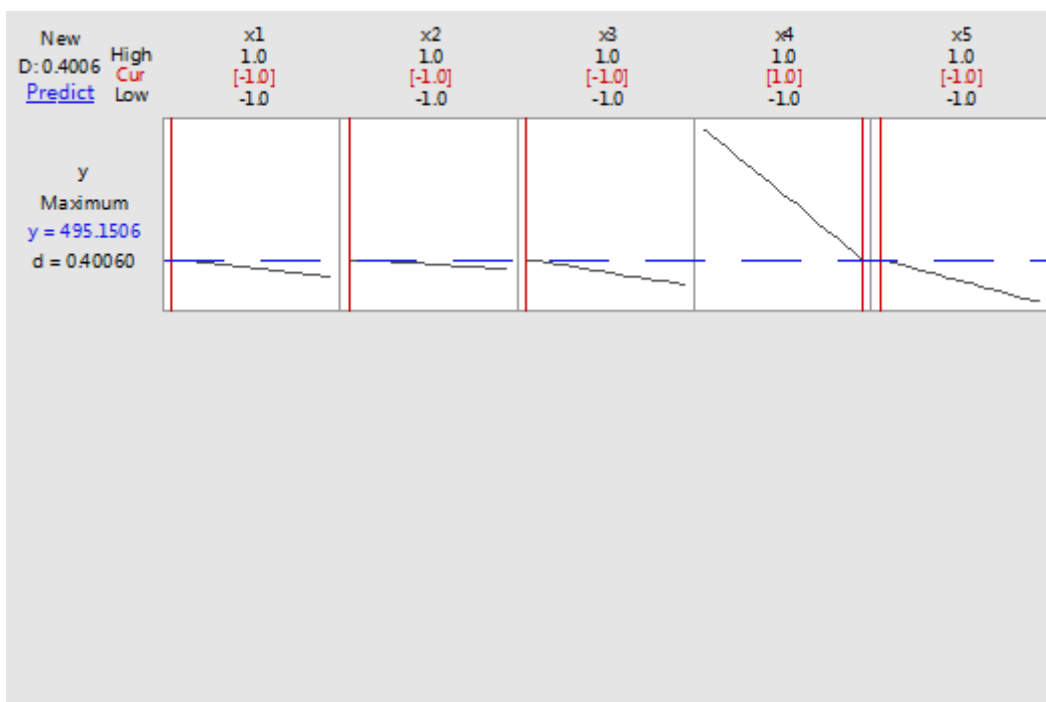 New
D: 0.4006
Predict
High
Cur
Low
x1
1.0
[-1.0]
-1.0
x2
1.0
[-1.0]
-1.0
x3
1.0
[-1.0]
-1.0
x4
1.0
[1.0]
-1.0
x5
1.0
[-1.0]
-1.0
y
Maximum
y = 495.1506
d = 0.40060